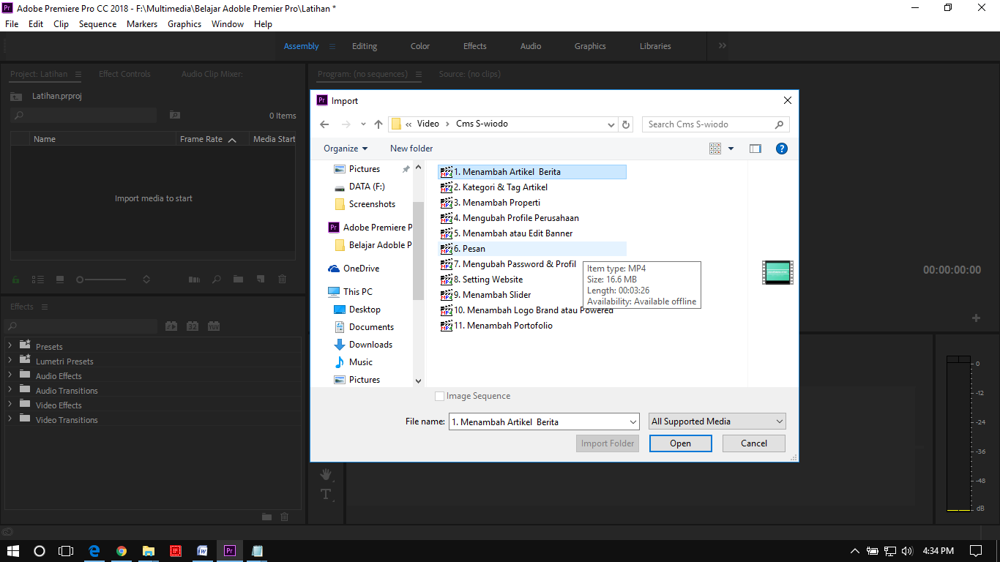 Adobe Premiere Pro CC 2018 - F:\Multimedia\Belajar Adoble Premier Pro\Latihan *
File Edit Clip Sequence Markers Graphics Window Help
Assembly Editing Color Effects Audio Graphics Libraries
Project: Latihan Effect Controls Audio Clip Mixer:
Program: (no sequences) Source: (no clips)
Latihan.prproj
0 Items
Name Frame Rate Media Start
Import media to start
Effects
32 YUV
Presets
Lumetri Presets
Audio Effects
Audio Transitions
Video Effects
Video Transitions
00:00:00:00
0
-12
-24
-36
-48
dB
T
Pr Import
« Video › Cms S-wiodo
Search Cms S-wiodo
Organize New folder
Pictures
DATA (F:)
Screenshots
Adobe Premiere P
Belajar Adoble P
OneDrive
This PC
Desktop
Documents
Downloads
Music
Pictures
1. Menambah Artikel  Berita
2. Kategori & Tag Artikel
3. Menambah Properti
4. Mengubah Profile Perusahaan
5. Menambah atau Edit Banner
6. Pesan
7. Mengubah Password & Profil
8. Setting Website
9. Menambah Slider
10. Menambah Logo Brand atau Powered
11. Menambah Portofolio
Item type: MP4
Size: 16.6 MB
Length: 00:03:26
Availability: Available offline
Image Sequence
File name: 1. Menambah Artikel  Berita All Supported Media
Import Folder Open Cancel
4:34 PM